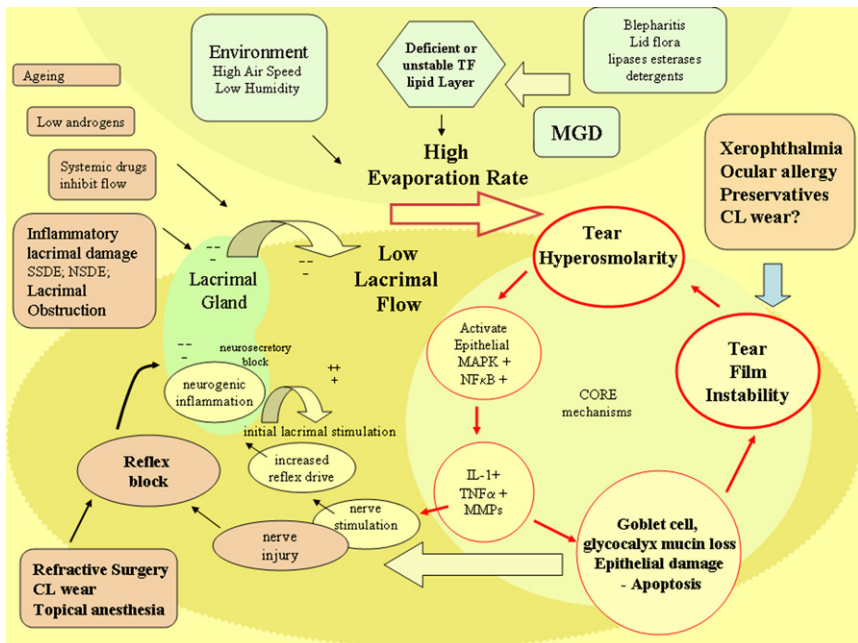 Environment
High Air Speed
Low Humidity
Deficient or
unstable TF
lipid Layer
Blepharitis
Lid flora
lipases esterases
detergents
MGD
Ageing
Low androgens
Systemic drugs
inhibit flow
Inflammatory
lacrimal damage
SSDE; NSDE;
Lacrimal
Obstruction
High
Evaporation Rate
Xerophthalmia
Ocular allergy
Preservatives
CL wear?
-- 
-
Lacrimal
Gland
--
-
Low
Lacrimal
Flow
Tear
Hyperosmolarity
Activate
Epithelial
MAPK +
NFκB +
Tear
Film
Instability
CORE
mechanisms
--
-
neurosecretory
block
++
+
neurogenic
inflammation
initial lacrimal stimulation
increased
reflex drive
Reflex
block
IL-1+
TNFα +
MMPs
nerve
stimulation
nerve
injury
Goblet cell,
glycocalyx mucin loss
Epithelial damage
- Apoptosis
Refractive Surgery
CL wear
Topical anesthesia